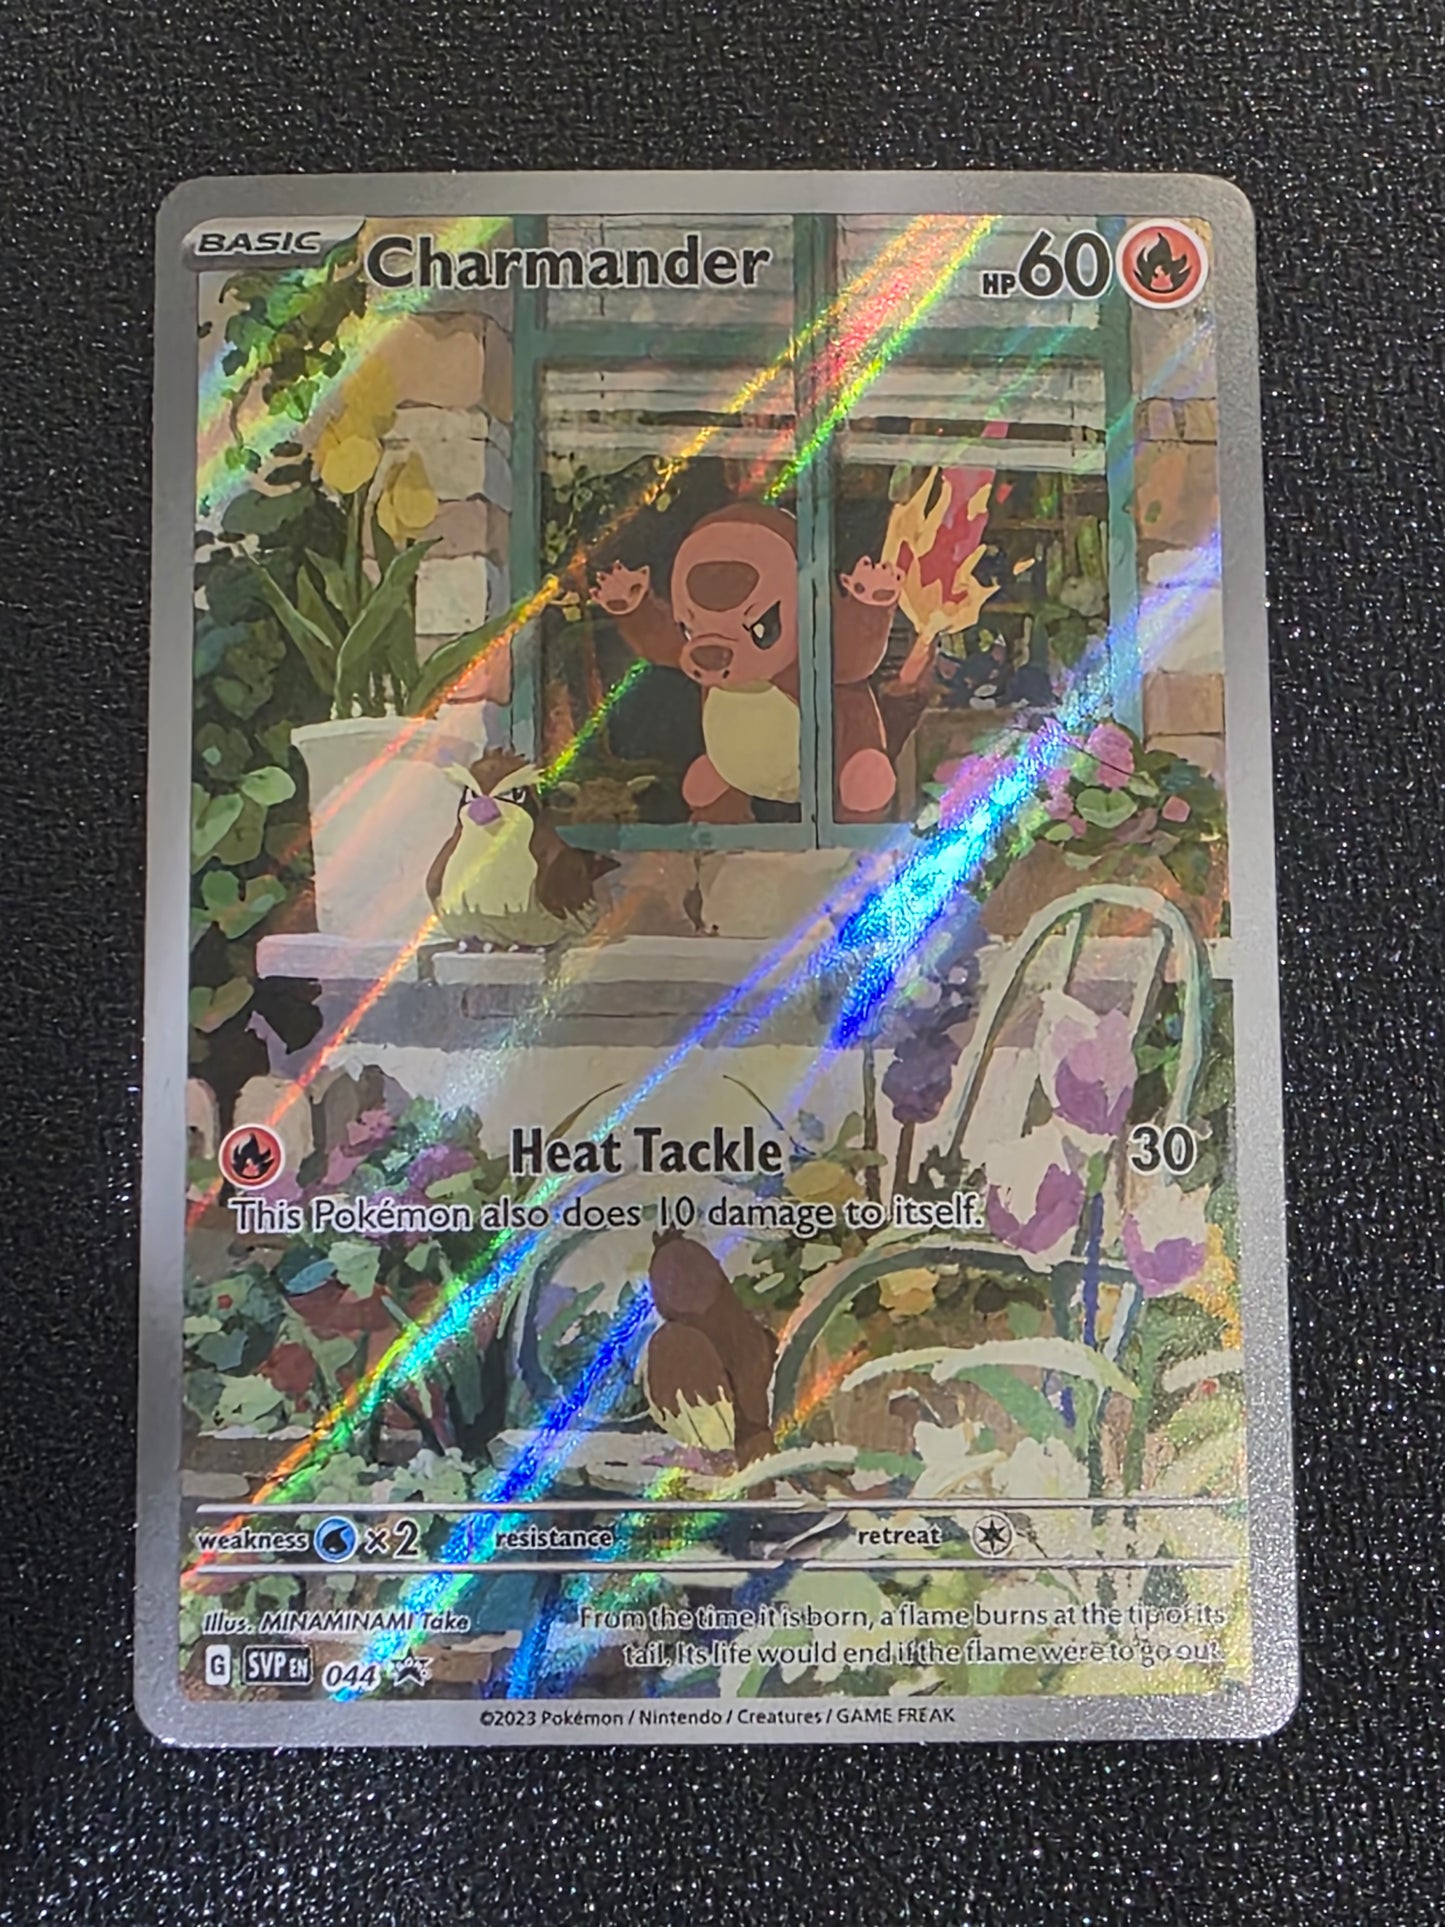 BASIC Charmander HP 60
Heat Tackle 30
This Pokémon also does 10 damage to itself.
weakness ×2 resistance retreat
Illus. MINAMINAMI Take
From the time it is born, a flame burns at the tip of its
tail. Its life would end if the flame were to go out.
G SVP EN 044
©2023 Pokémon / Nintendo / Creatures / GAME FREAK